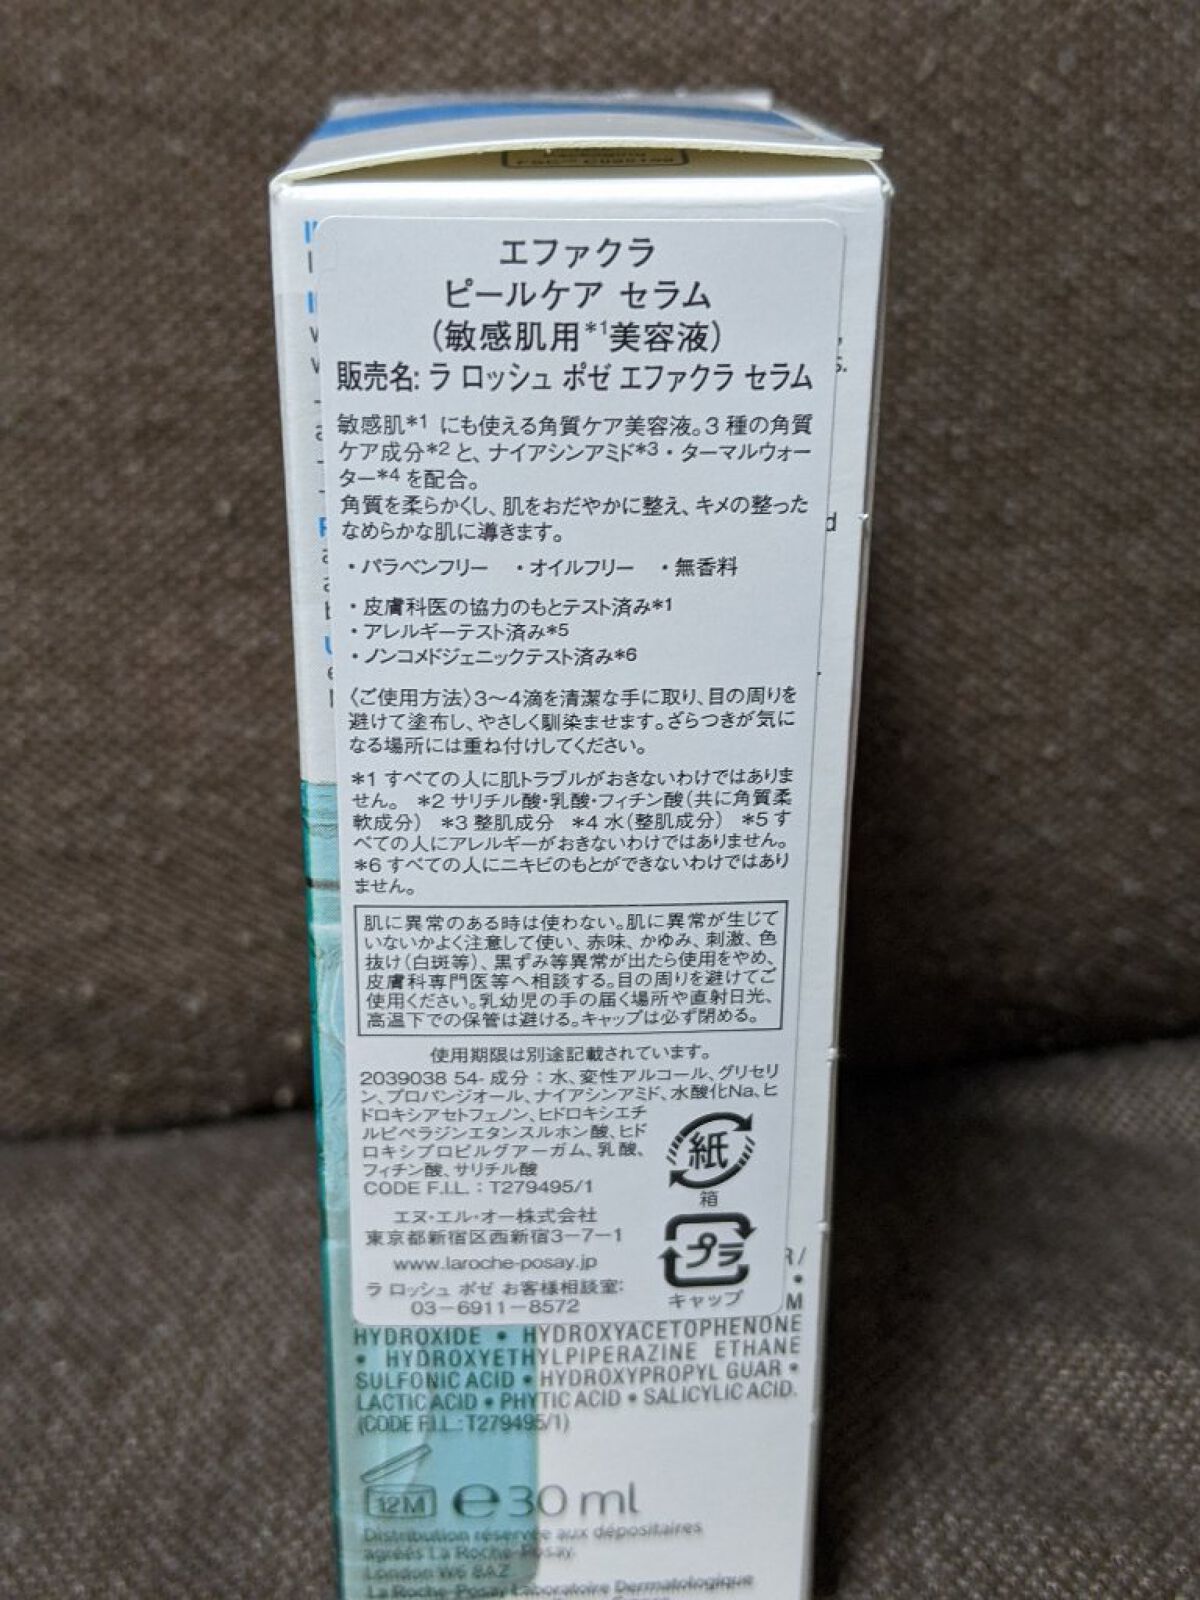 エファクラ
ピールケア セラム
（敏感肌用*1美容液）
販売名: ラ ロッシュ ポゼ エファクラ セラム
敏感肌*1 にも使える角質ケア美容液。3 種の角質
ケア成分*2 と、ナイアシンアミド*3・ターマルウォー
ター*4 を配合。
角質を柔らかくし、肌をおだやかに整え、キメの整った
なめらかな肌に導きます。
・パラベンフリー ・オイルフリー ・無香料
・皮膚科医の協力のもとテスト済み*1
・アレルギーテスト済み*5
・ノンコメドジェニックテスト済み*6
〈ご使用方法〉3〜4滴を清潔な手に取り、目の周りを
避けて塗布し、やさしく馴染ませます。ざらつきが気に
なる場所には重ね付けしてください。
*1 すべての人に肌トラブルがおきないわけではありま
せん。 *2 サリチル酸・乳酸・フィチン酸（共に角質柔
軟成分） *3 整肌成分 *4 水（整肌成分） *5 す
べての人にアレルギーがおきないわけではありません。
*6 すべての人にニキビのもとができないわけではあり
ません。
肌に異常のある時は使わない。肌に異常が生じて
いないかよく注意して使い、赤味、かゆみ、刺激、色
抜け（白斑等）、黒ずみ等異常が出たら使用をやめ、
皮膚科専門医等へ相談する。目の周りを避けてご
使用ください。乳幼児の手の届く場所や直射日光、
高温下での保管は避ける。キャップは必ず閉める。
使用期限は別途記載されています。
2039038 54- 成分：水、変性アルコール、グリセリ
ン、プロパンジオール、ナイアシンアミド、水酸化Na、ヒ
ドロキシアセトフェノン、ヒドロキシエチ
ルピペラジンエタンスルホン酸、ヒド
ロキシプロピルグアーガム、乳酸、
フィチン酸、サリチル酸
CODE F.I.L. : T279495/1
紙
箱
エヌ・エル・オー株式会社
東京都新宿区西新宿3－7－1
www.laroche-posay.jp
ラ ロッシュ ポゼ お客様相談室:
03－6911－8572
プラ
キャップ
HYDROXIDE • HYDROXYACETOPHENONE
• HYDROXYETHYLPIPERAZINE ETHANE
SULFONIC ACID • HYDROXYPROPYL GUAR •
LACTIC ACID • PHYTIC ACID • SALICYLIC ACID.
(CODE F.I.L.: T279495/1)
12M e 30 ml
Distribution réservée aux dépositaires
agréés La Roche-Posay.
London W6 8AZ
La Roche-Posay Laboratoire Dermatologique